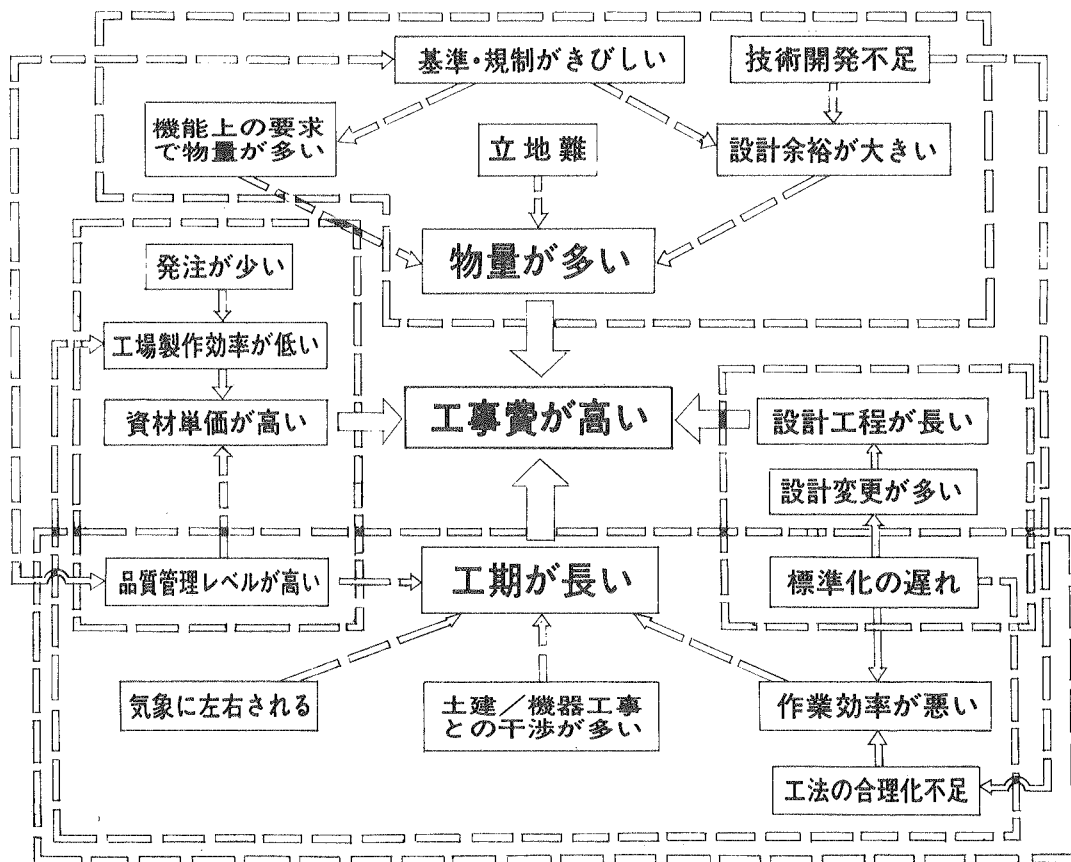 基準・規制がきびしい
技術開発不足
機能上の要求
で物量が多い
立地難
設計余裕が大きい
物量が多い
発注が少い
工場製作効率が低い
資材単価が高い
工事費が高い
設計工程が長い
設計変更が多い
品質管理レベルが高い
工期が長い
標準化の遅れ
気象に左右される
土建／機器工事
との干渉が多い
作業効率が悪い
工法の合理化不足